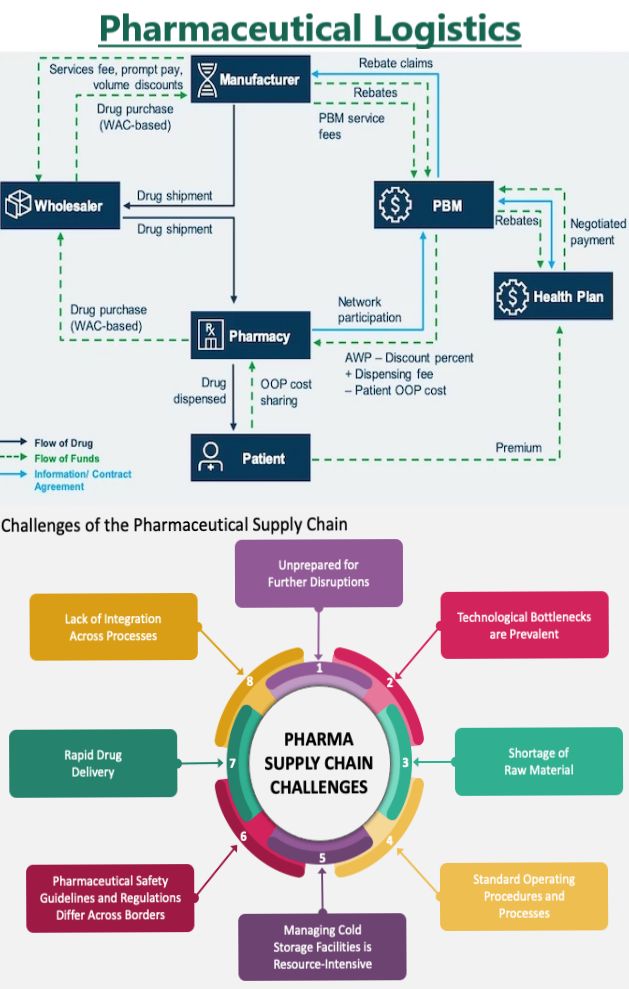 Pharmaceutical Logistics
Services fee, prompt pay,
volume discounts
Manufacturer
Rebate claims
Rebates
Drug purchase
(WAC-based)
PBM service
fees
Wholesaler
Drug shipment
Drug shipment
PBM
Rebates
Negotiated
payment
Health Plan
Drug purchase
(WAC-based)
Rx
Pharmacy
Network
participation
AWP – Discount percent
+ Dispensing fee
– Patient OOP cost
Drug
dispensed
OOP cost
sharing
Patient
Premium
Flow of Drug
Flow of Funds
Information/ Contract
Agreement
Challenges of the Pharmaceutical Supply Chain
Unprepared for
Further Disruptions
Lack of Integration
Across Processes
Technological Bottlenecks
are Prevalent
1
8
2
Rapid Drug
Delivery
7
PHARMA
SUPPLY CHAIN
CHALLENGES
3
Shortage of
Raw Material
6
5
4
Pharmaceutical Safety
Guidelines and Regulations
Differ Across Borders
Standard Operating
Procedures and
Processes
Managing Cold
Storage Facilities is
Resource-Intensive